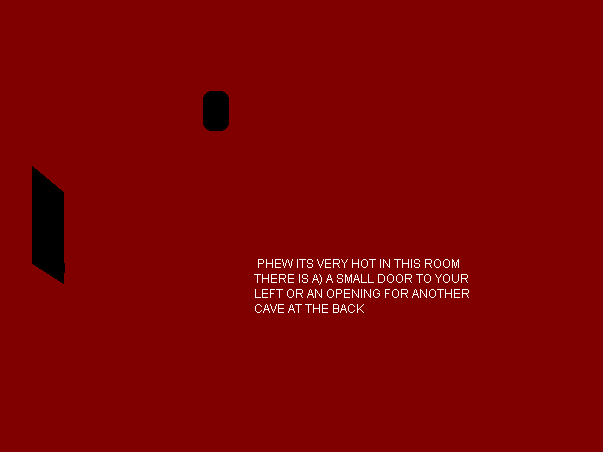 PHEW ITS VERY HOT IN THIS ROOM
THERE IS A) A SMALL DOOR TO YOUR
LEFT OR AN OPENING FOR ANOTHER
CAVE AT THE BACK